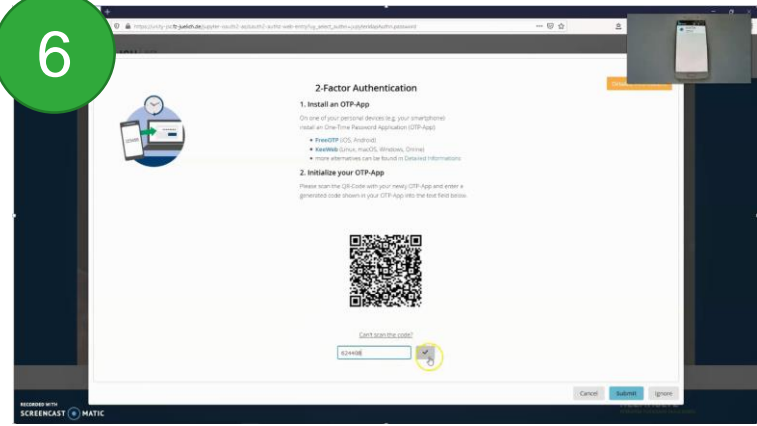 6
2-Factor Authentication
1. Install an OTP-App
On one of your personal devices (e.g. your smartphone)
install an One-Time Password Application (OTP-App)
• FreeOTP (iOS, Android)
• KeeWeb (Linux, macOS, Windows, Online)
• more alternatives can be found in Detailed Informations
2. Initialize your OTP-App
Please scan the QR-Code with your newly OTP-App and enter a
generated code shown in your OTP-App into the text field below.
Can't scan the code?
624408
Cancel Submit Ignore
RECORDED WITH
SCREENCAST MATIC